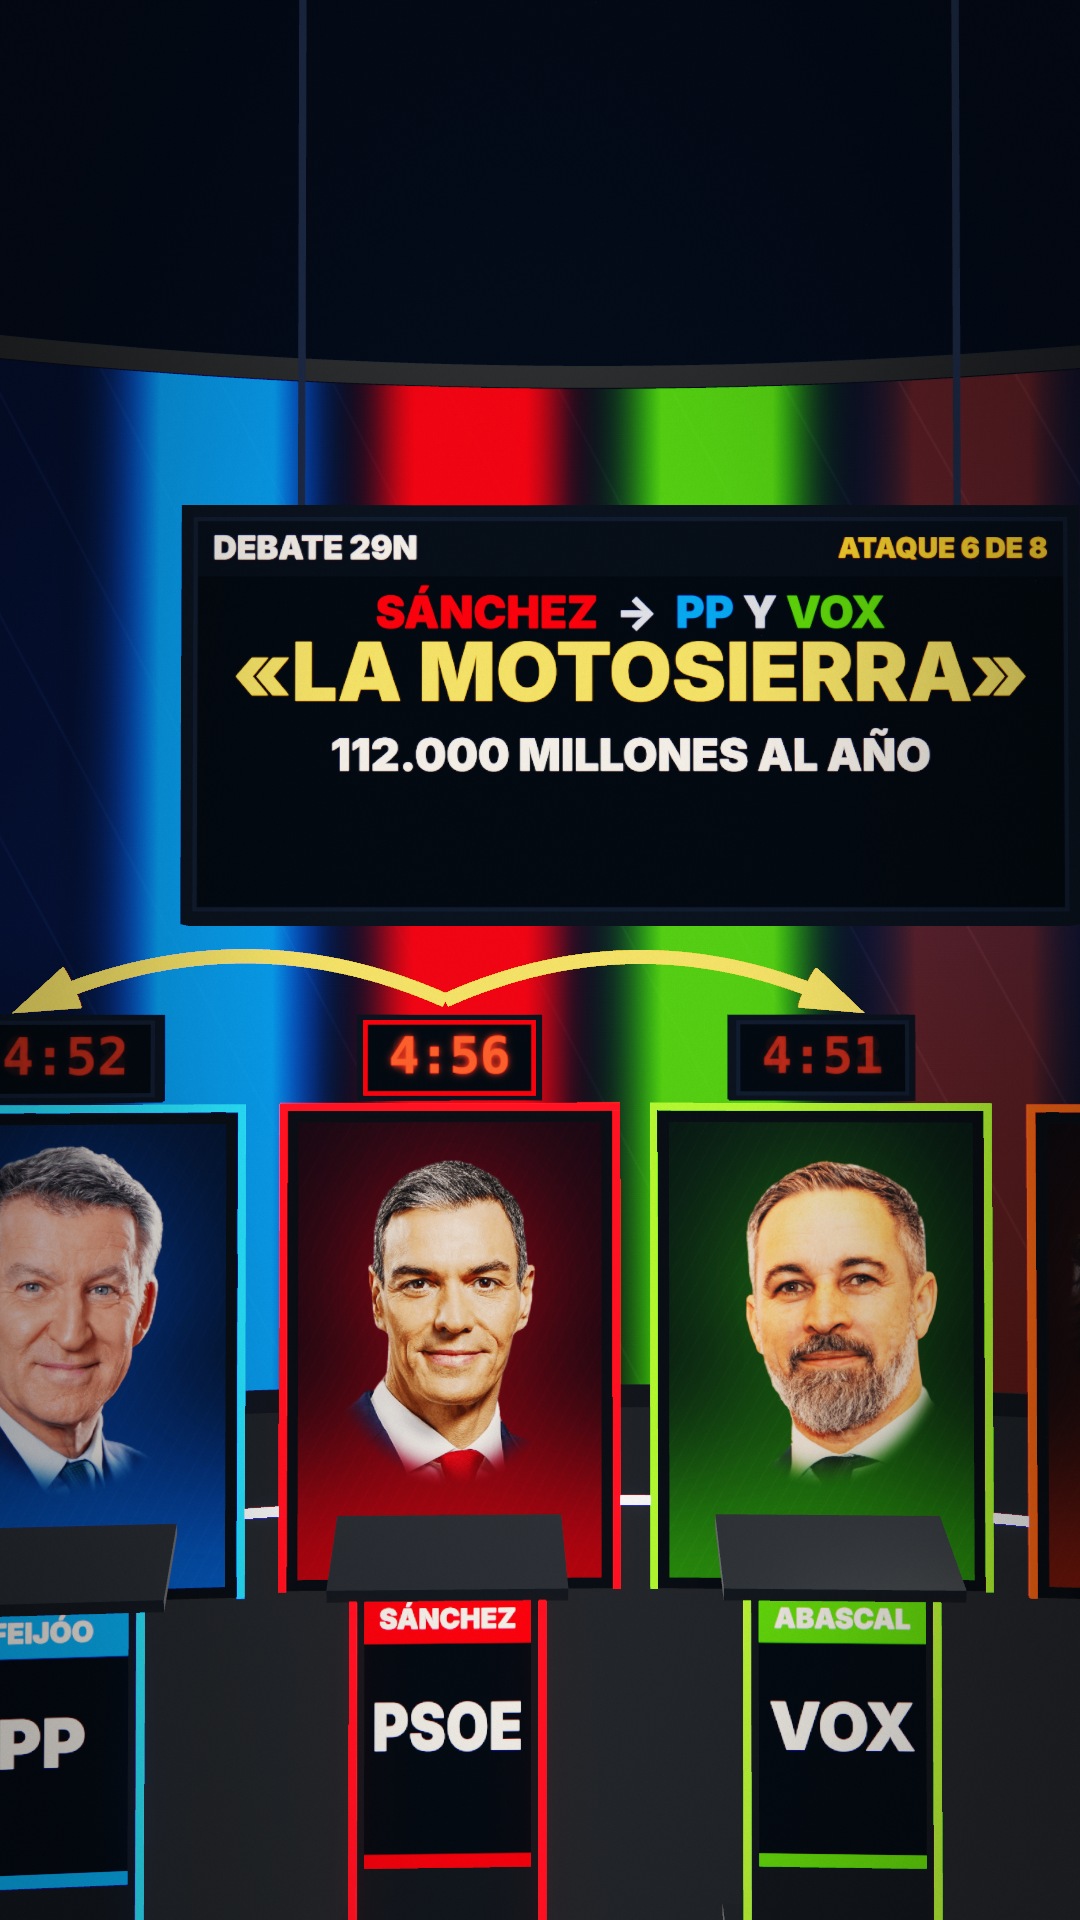 DEBATE 29N
ATAQUE 6 DE 8
SÁNCHEZ → PP Y VOX
«LA MOTOSIERRA»
112.000 MILLONES AL AÑO
4:52
4:56
4:51
FEIJÓO
SÁNCHEZ
ABASCAL
PP
PSOE
VOX